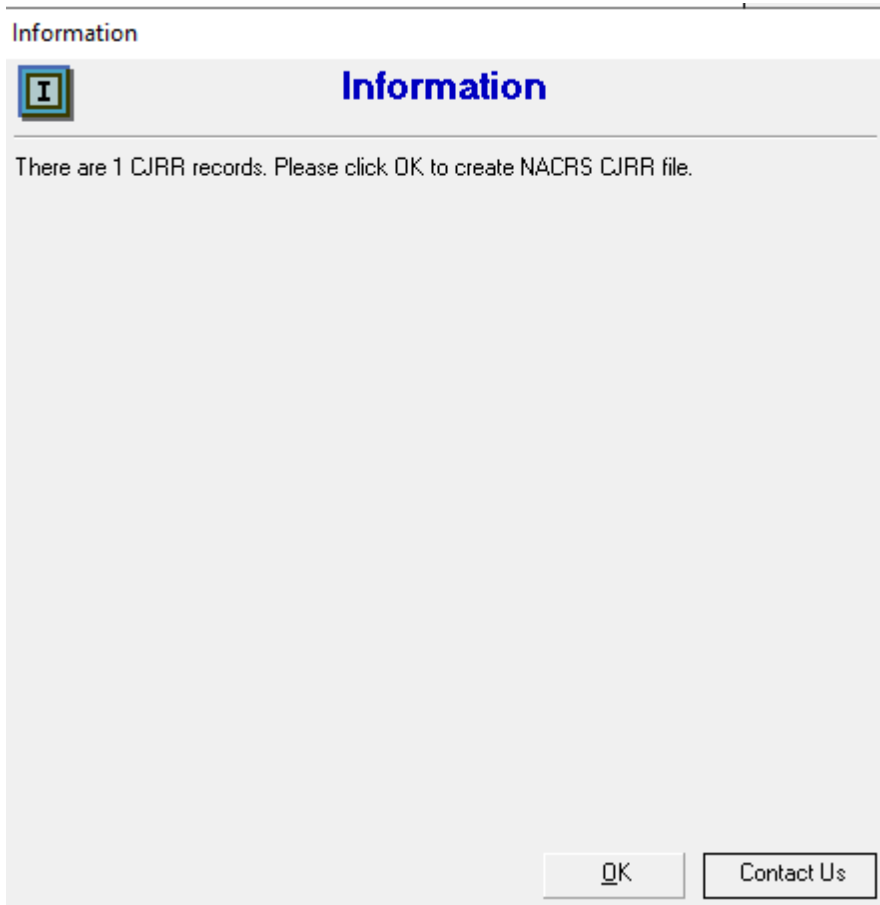 Information
I
Information
There are 1 CJRR records. Please click OK to create NACRS CJRR file.
OK
Contact Us